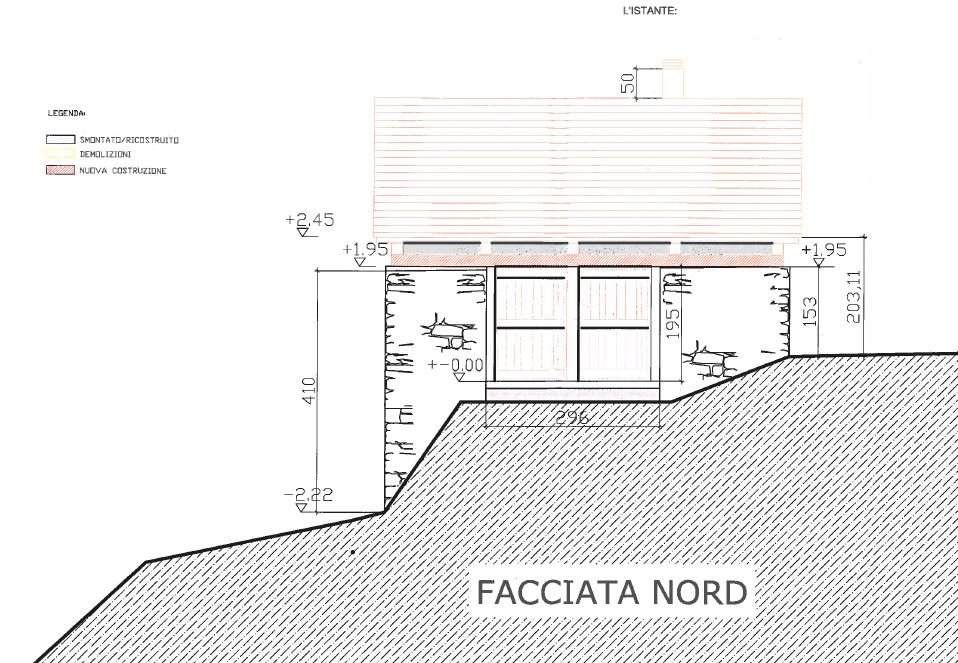 L'ISTANTE:
50
LEGENDA:
SMONTATO/RICOSTRUITO
DEMOLIZIONI
NUOVA COSTRUZIONE
+2,45
+1,95
+1,95
203,11
153
195
410
+-0,00
296
-2,22
FACCIATA NORD